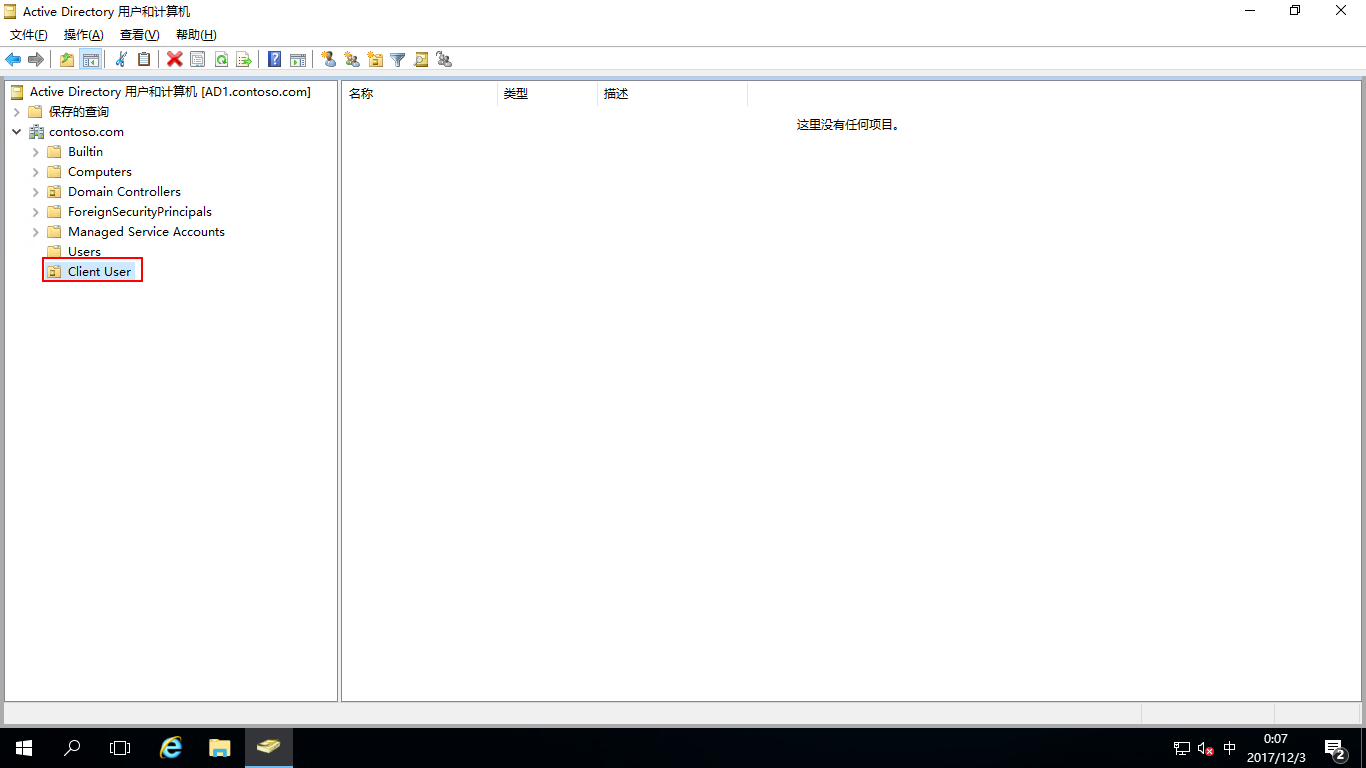 Active Directory 用户和计算机
文件(F) 操作(A) 查看(V) 帮助(H)
Active Directory 用户和计算机 [AD1.contoso.com]
保存的查询
contoso.com
Builtin
Computers
Domain Controllers
ForeignSecurityPrincipals
Managed Service Accounts
Users
Client User
名称 类型 描述
这里没有任何项目。
中
0:07
2017/12/3
2